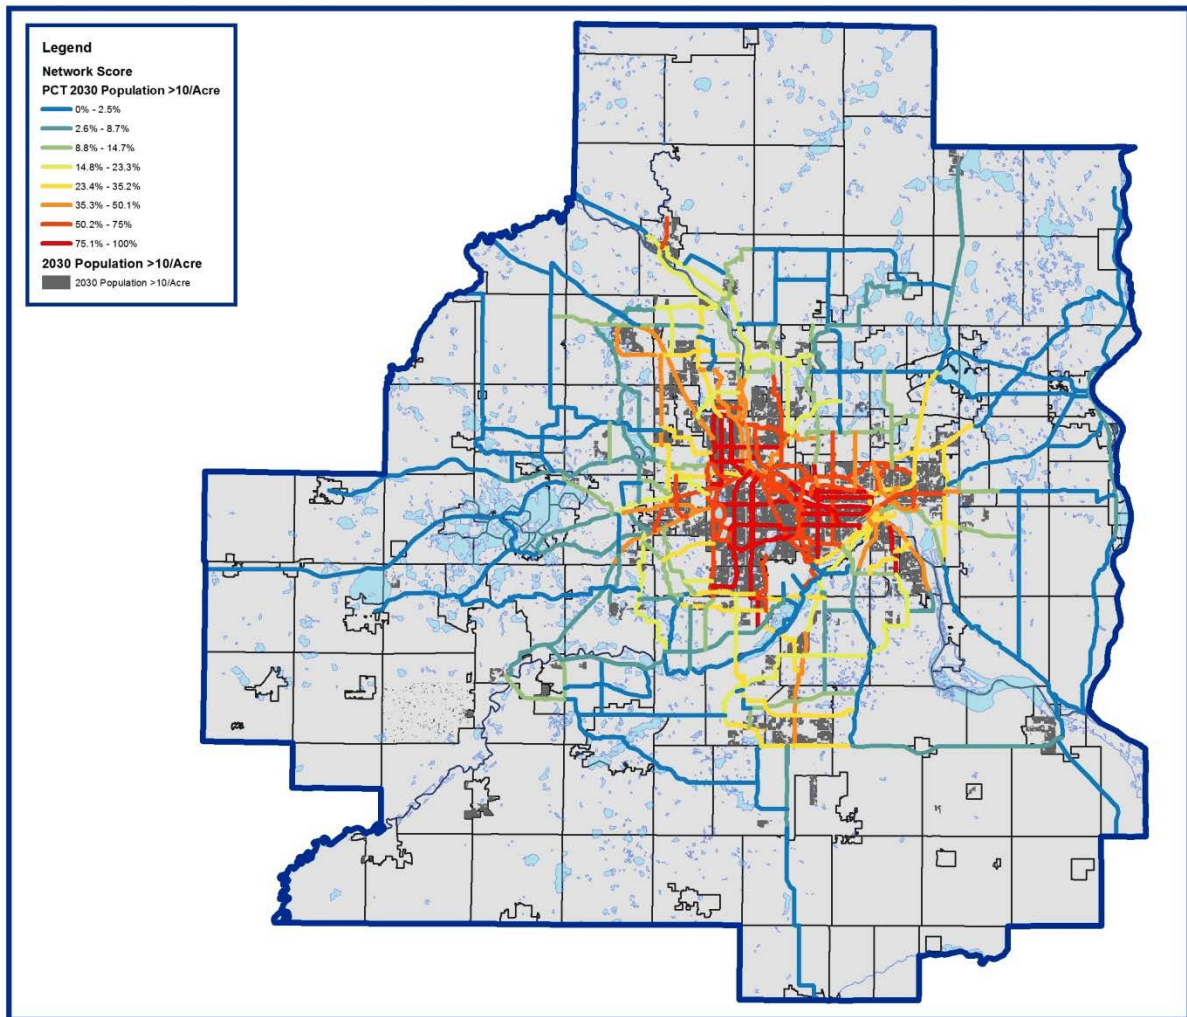 Legend
Network Score
PCT 2030 Population >10/Acre
0% - 2.5%
2.6% - 8.7%
8.8% - 14.7%
14.8% - 23.3%
23.4% - 35.2%
35.3% - 50.1%
50.2% - 75%
75.1% - 100%
2030 Population >10/Acre
2030 Population >10/Acre